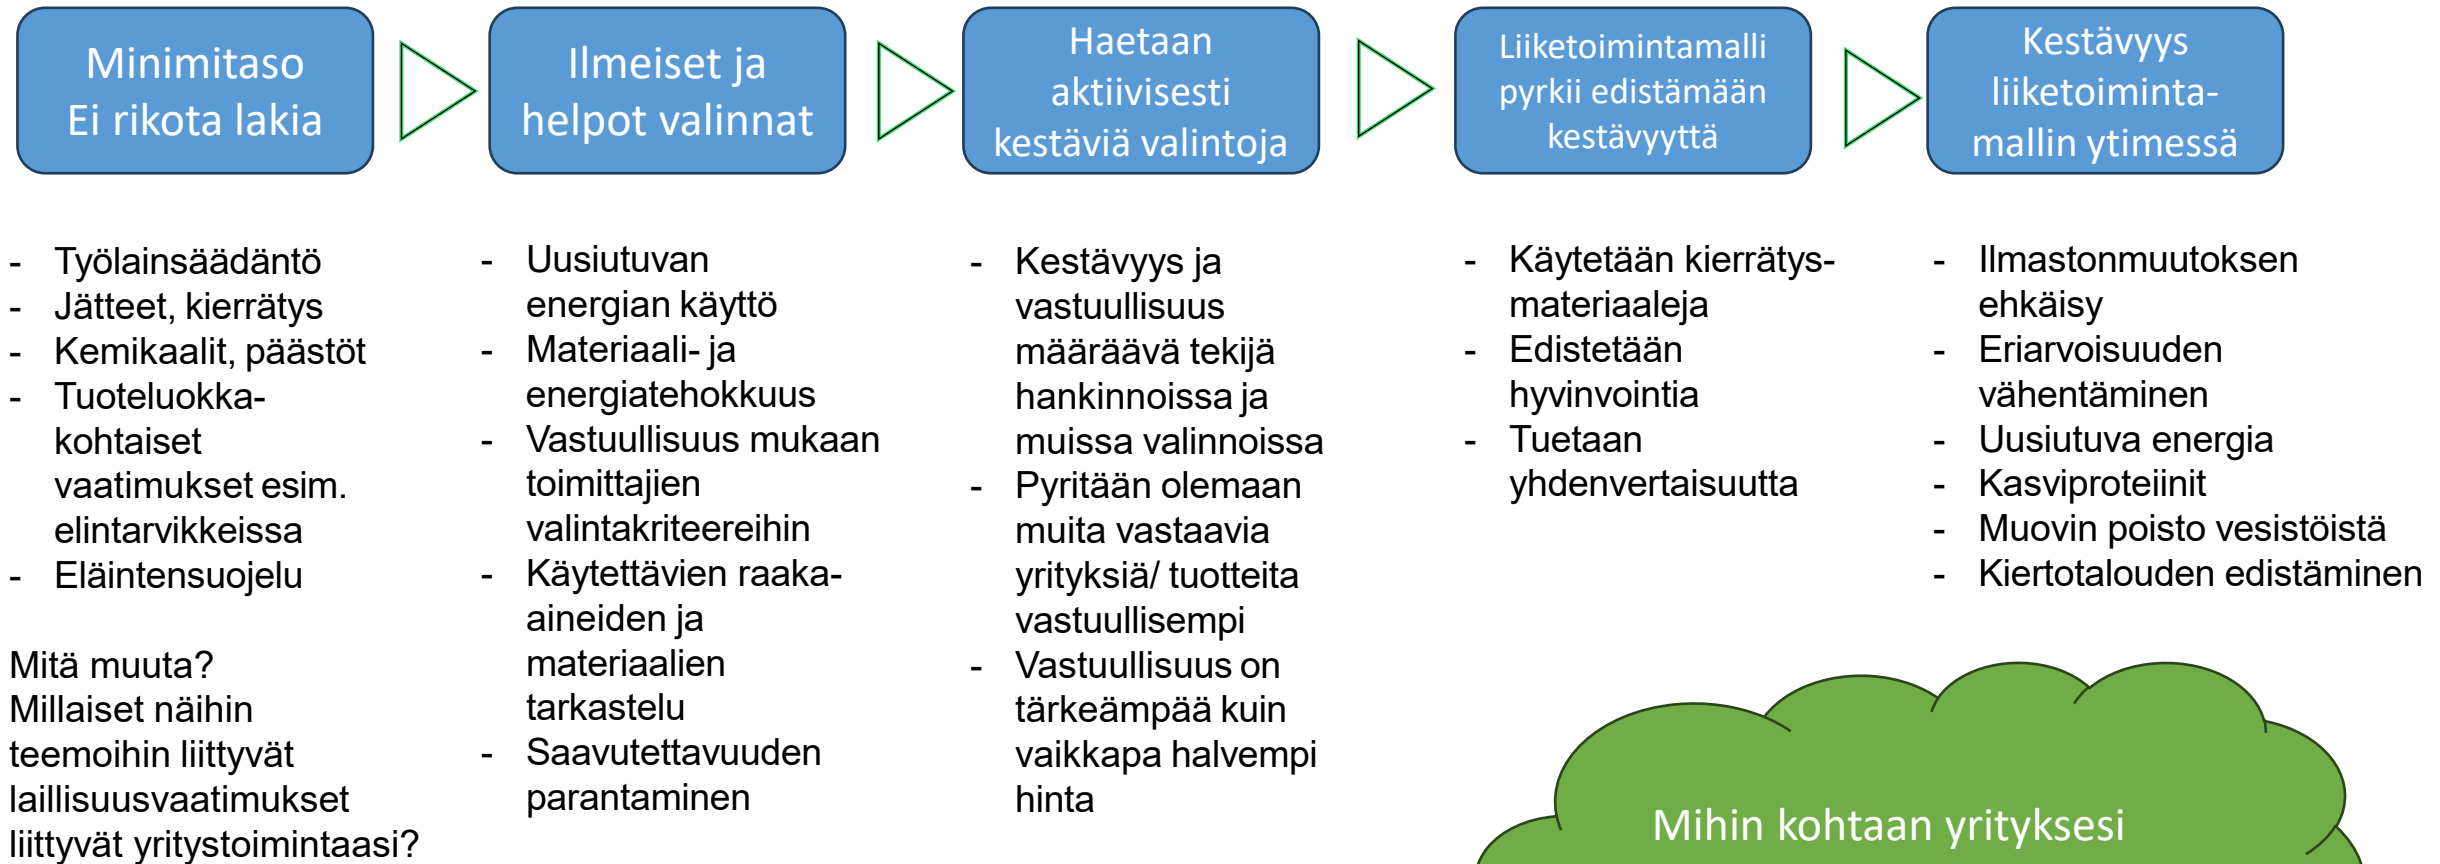 Minimitaso
Ei rikota lakia
Ilmeiset ja
helpot valinnat
Haetaan
aktiivisesti
kestäviä valintoja
Liiketoimintamalli
pyrkii edistämään
kestävyyttä
Kestävyys
liiketoiminta-
mallin ytimessä
- Työlainsäädäntö
- Jätteet, kierrätys
- Kemikaalit, päästöt
- Tuoteluokka-
kohtaiset
vaatimukset esim.
elintarvikkeissa
- Eläintensuojelu
Mitä muuta?
Millaiset näihin
teemoihin liittyvät
laillisuusvaatimukset
liittyvät yritystoimintaasi?
- Uusiutuvan
energian käyttö
- Materiaali- ja
energiatehokkuus
- Vastuullisuus mukaan
toimittajien
valintakriteereihin
- Käytettävien raaka-
aineiden ja
materiaalien
tarkastelu
- Saavutettavuuden
parantaminen
- Kestävyys ja
vastuullisuus
määräävä tekijä
hankinnoissa ja
muissa valinnoissa
- Pyritään olemaan
muita vastaavia
yrityksiä/ tuotteita
vastuullisempi
- Vastuullisuus on
tärkeämpää kuin
vaikkapa halvempi
hinta
- Käytetään kierrätys-
materiaaleja
- Edistetään
hyvinvointia
- Tuetaan
yhdenvertaisuutta
- Ilmastonmuutoksen
ehkäisy
- Eriarvoisuuden
vähentäminen
- Uusiutuva energia
- Kasviproteiinit
- Muovin poisto vesistöistä
- Kiertotalouden edistäminen
Mihin kohtaan yrityksesi